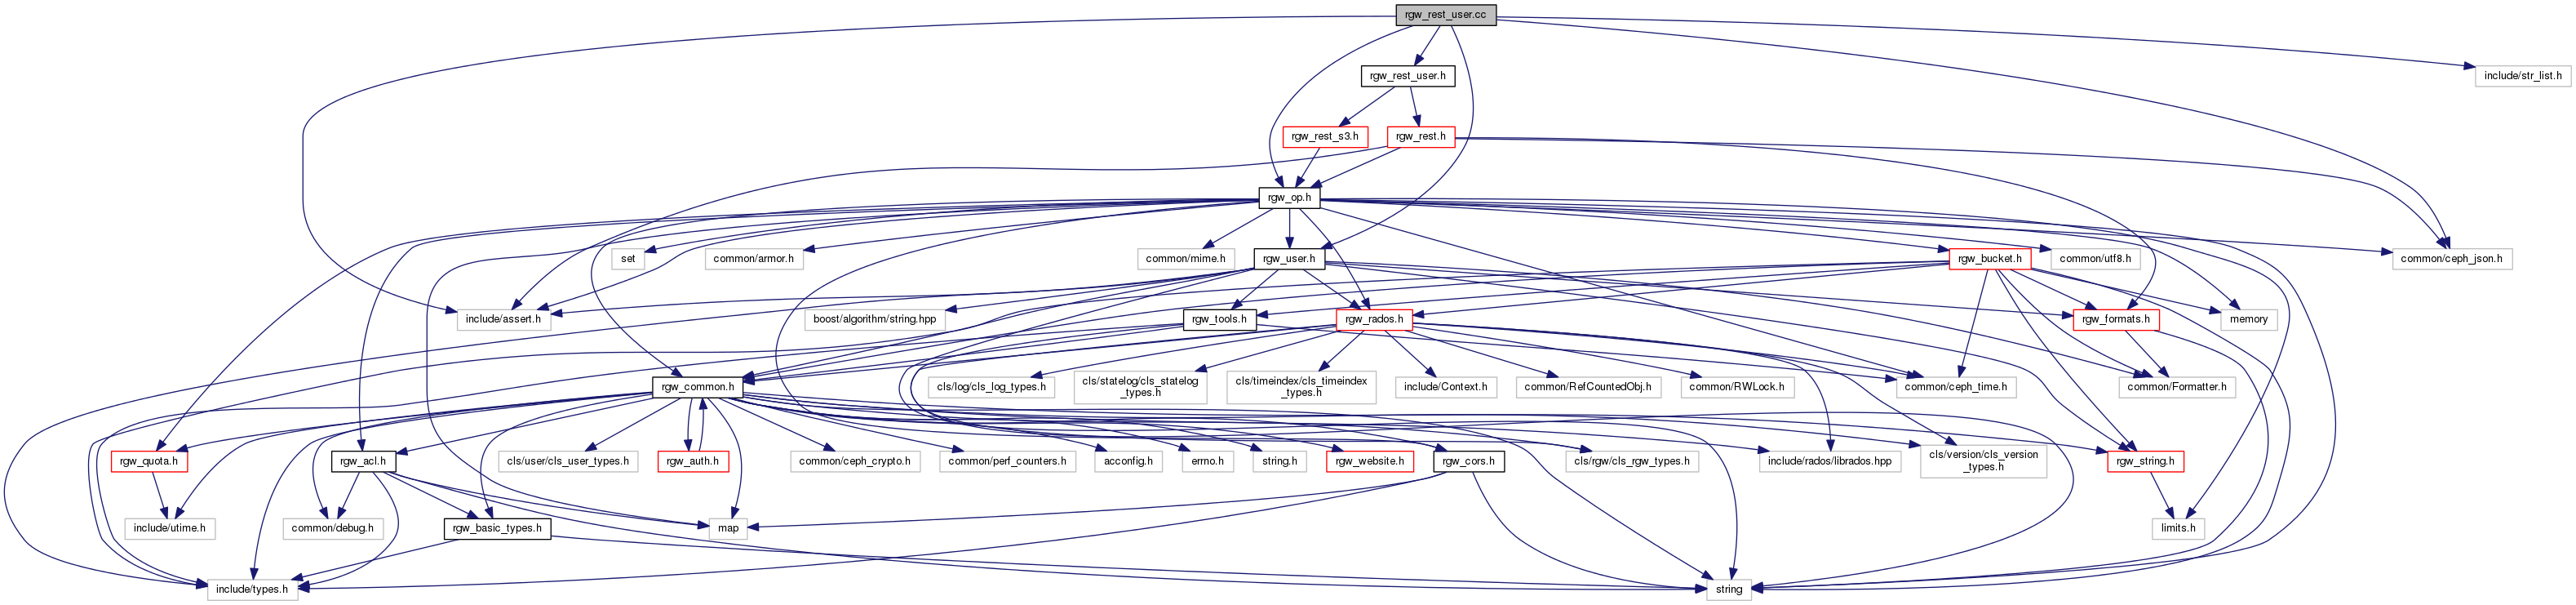 rgw_rest_user.cc
rgw_rest_user.h
include/str_list.h
rgw_rest_s3.h
rgw_rest.h
rgw_op.h
set
common/armor.h
common/mime.h
rgw_user.h
rgw_bucket.h
common/utf8.h
common/ceph_json.h
include/assert.h
boost/algorithm/string.hpp
rgw_tools.h
rgw_rados.h
rgw_formats.h
memory
rgw_common.h
cls/log/cls_log_types.h
cls/statelog/cls_statelog
_types.h
cls/timeindex/cls_timeindex
_types.h
include/Context.h
common/RefCountedObj.h
common/RWLock.h
common/ceph_time.h
common/Formatter.h
rgw_quota.h
rgw_acl.h
cls/user/cls_user_types.h
rgw_auth.h
common/ceph_crypto.h
common/perf_counters.h
acconfig.h
errno.h
string.h
rgw_website.h
rgw_cors.h
cls/rgw/cls_rgw_types.h
include/rados/librados.hpp
cls/version/cls_version
_types.h
rgw_string.h
include/utime.h
common/debug.h
rgw_basic_types.h
map
limits.h
include/types.h
string